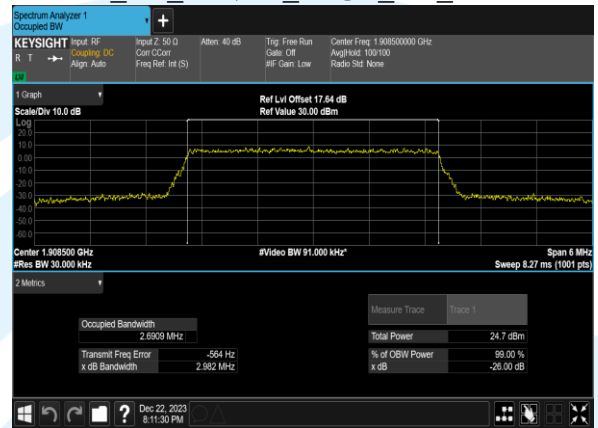 Spectrum Analyzer 1
Occupied BW
+
KEYSIGHT Input: RF Input Z: 50 Ω Atten: 40 dB Trig: Free Run Center Freq: 1.908500000 GHz
R T Coupling: DC Corr CCorr Gate: Off Avg|Hold: 100/100
Align: Auto Freq Ref: Int (S) #IF Gain: Low Radio Std: None
LV
1 Graph
Ref Lvl Offset 17.64 dB
Scale/Div 10.0 dB Ref Value 30.00 dBm
Log
20.0
10.0
0.00
-10.0
-20.0
-30.0
-40.0
-50.0
-60.0
Center 1.908500 GHz #Video BW 91.000 kHz* Span 6 MHz
#Res BW 30.000 kHz Sweep 8.27 ms (1001 pts)
2 Metrics
Measure Trace Trace 1
Occupied Bandwidth
2.6909 MHz Total Power 24.7 dBm
Transmit Freq Error -564 Hz % of OBW Power 99.00 %
x dB Bandwidth 2.982 MHz x dB -26.00 dB
? Dec 22, 2023
8:11:30 PM